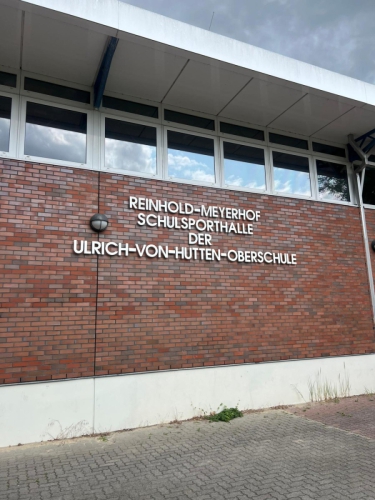 REINHOLD-MEYERHOF
SCHULSPORTHALLE
DER
ULRICH-VON-HUTTEN-OBERSCHULE